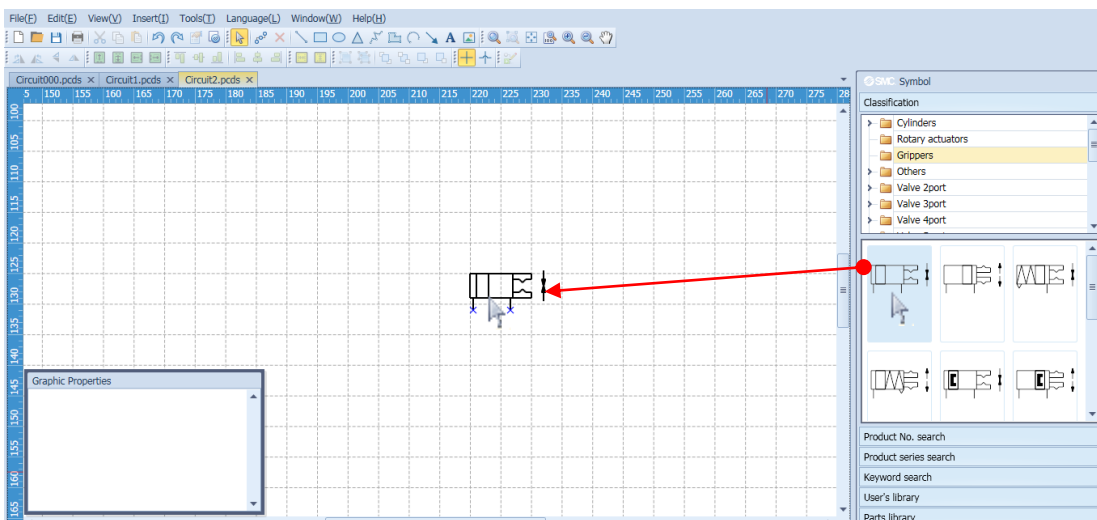 File(F) Edit(E) View(V) Insert(I) Tools(T) Language(L) Window(W) Help(H)
A
Circuit000.pcds × Circuit1.pcds × Circuit2.pcds ×
5 150 155 160 165 170 175 180 185 190 195 200 205 210 215 220 225 230 235 240 245 250 255 260 265 270 275 28
100
105
110
115
120
125
130
135
140
145
150
155
160
165
Graphic Properties
SMC Symbol
Classification
Cylinders
Rotary actuators
Grippers
Others
Valve 2port
Valve 3port
Valve 4port
Product No. search
Product series search
Keyword search
User's library
Parts library